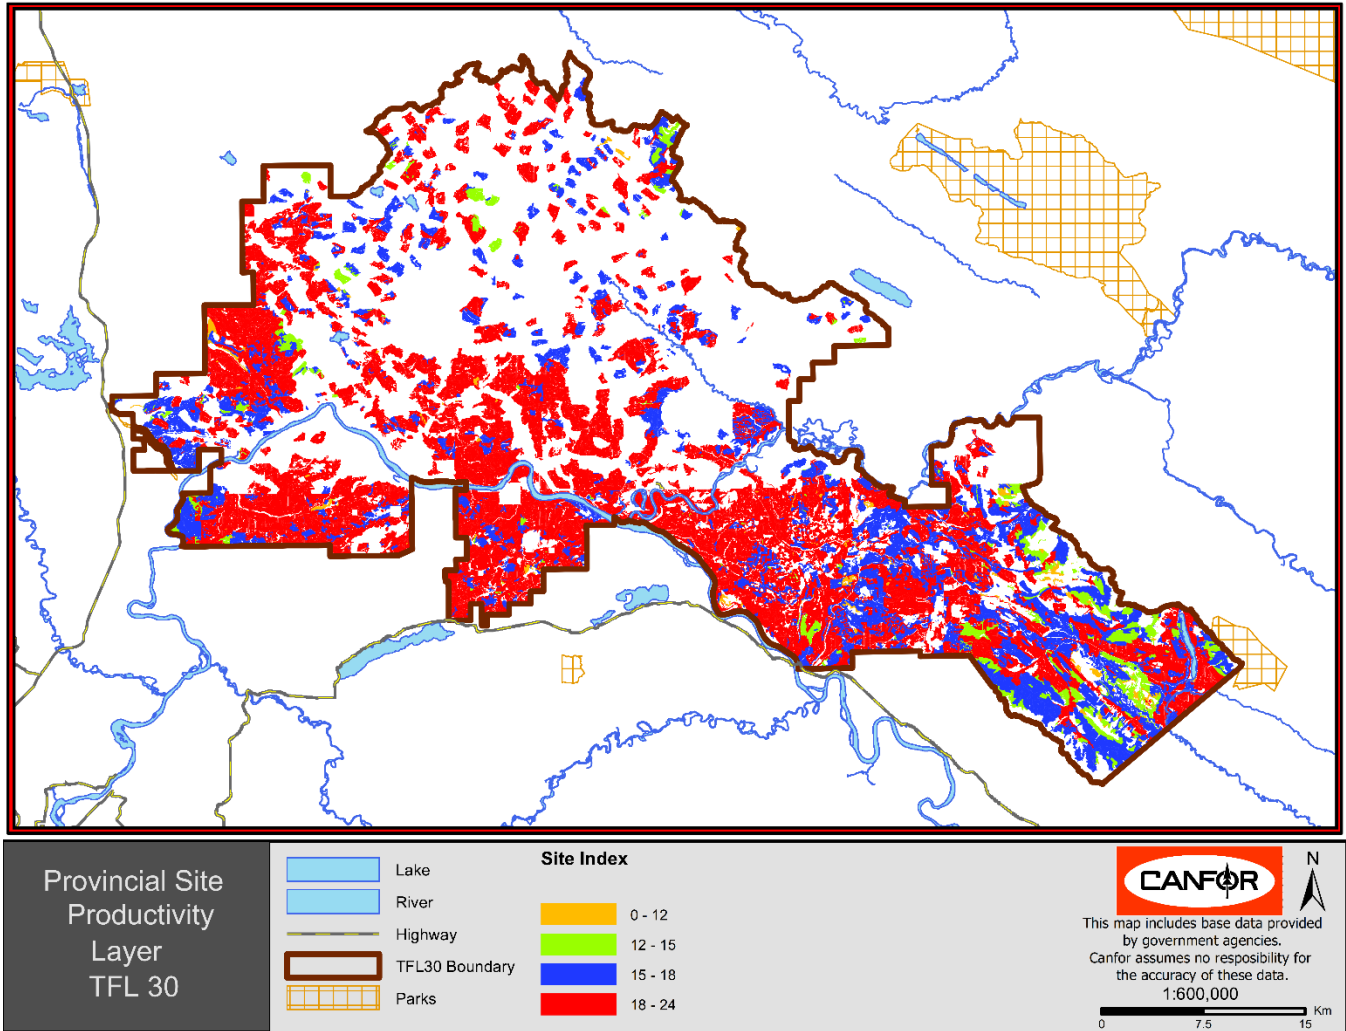 Provincial Site
Productivity
Layer
TFL 30
Lake
River
Highway
TFL30 Boundary
Parks
Site Index
0 - 12
12 - 15
15 - 18
18 - 24
CANFOR
N
This map includes base data provided
by government agencies.
Canfor assumes no resposibility for
the accuracy of these data.
1:600,000
Km
0 7.5 15